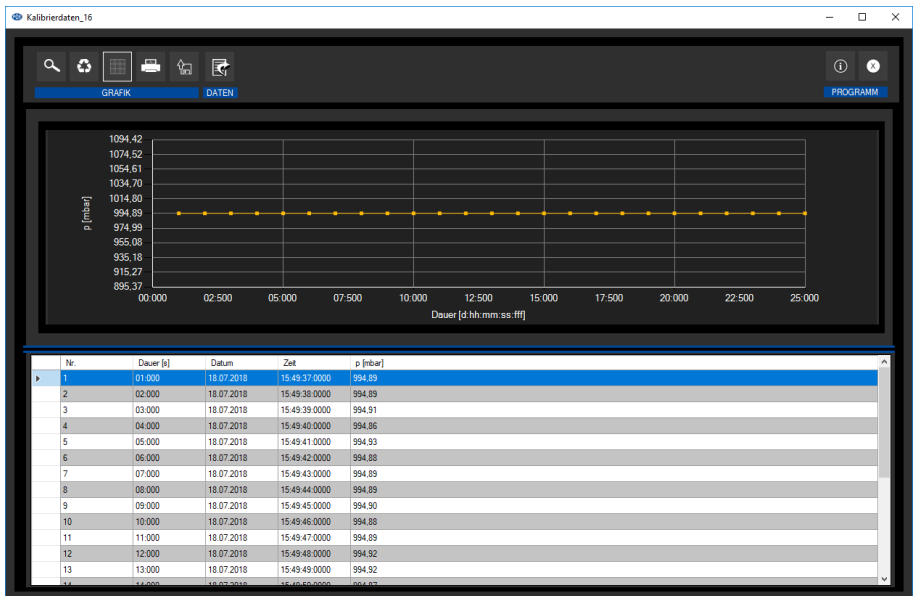 Kalibrierdaten_16
GRAFIK DATEN PROGRAMM
1094,42
1074,52
1054,61
1034,70
1014,80
994,89
974,99
955,08
935,18
915,27
895,37
p [mbar]
00:000 02:500 05:000 07:500 10:000 12:500 15:000 17:500 20:000 22:500 25:000
Dauer [d:hh:mm:ss:fff]
Nr. Dauer [s] Datum Zeit p [mbar]
1 01:000 18.07.2018 15:49:37:0000 994,89
2 02:000 18.07.2018 15:49:38:0000 994,89
3 03:000 18.07.2018 15:49:39:0000 994,91
4 04:000 18.07.2018 15:49:40:0000 994,86
5 05:000 18.07.2018 15:49:41:0000 994,93
6 06:000 18.07.2018 15:49:42:0000 994,88
7 07:000 18.07.2018 15:49:43:0000 994,89
8 08:000 18.07.2018 15:49:44:0000 994,89
9 09:000 18.07.2018 15:49:45:0000 994,90
10 10:000 18.07.2018 15:49:46:0000 994,88
11 11:000 18.07.2018 15:49:47:0000 994,89
12 12:000 18.07.2018 15:49:48:0000 994,92
13 13:000 18.07.2018 15:49:49:0000 994,92